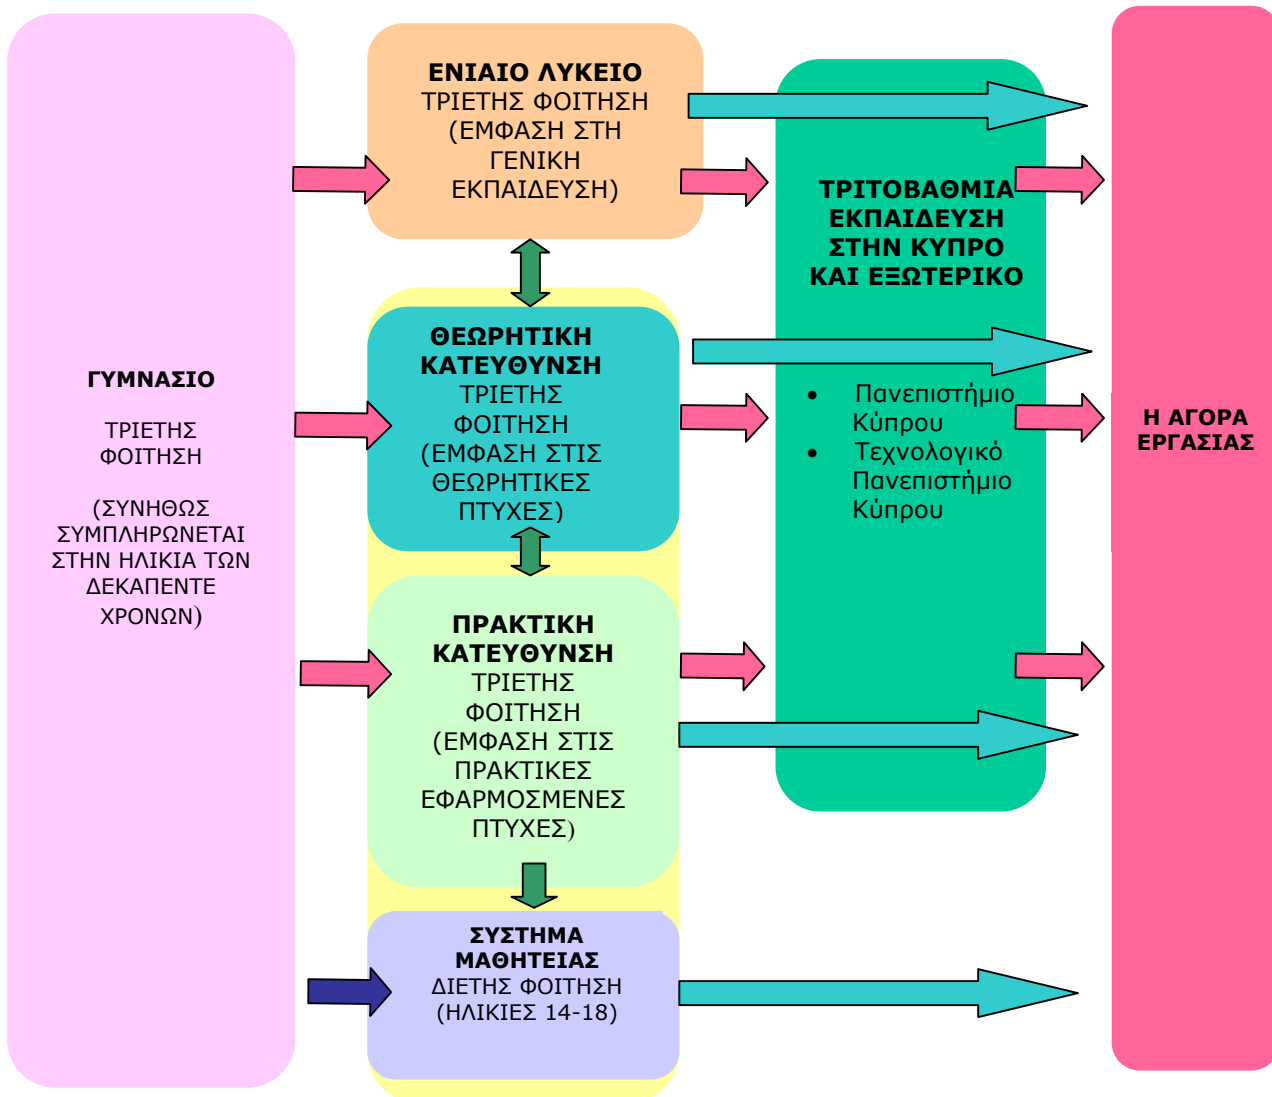 ΓΥΜΝΑΣΙΟ
ΤΡΙΕΤΗΣ
ΦΟΙΤΗΣΗ
(ΣΥΝΗΘΩΣ
ΣΥΜΠΛΗΡΩΝΕΤΑΙ
ΣΤΗΝ ΗΛΙΚΙΑ ΤΩΝ
ΔΕΚΑΠΕΝΤΕ
ΧΡΟΝΩΝ)
ΕΝΙΑΙΟ ΛΥΚΕΙΟ
ΤΡΙΕΤΗΣ ΦΟΙΤΗΣΗ
(ΕΜΦΑΣΗ ΣΤΗ
ΓΕΝΙΚΗ
ΕΚΠΑΙΔΕΥΣΗ)
ΘΕΩΡΗΤΙΚΗ
ΚΑΤΕΥΘΥΝΣΗ
ΤΡΙΕΤΗΣ
ΦΟΙΤΗΣΗ
(ΕΜΦΑΣΗ ΣΤΙΣ
ΘΕΩΡΗΤΙΚΕΣ
ΠΤΥΧΕΣ)
ΠΡΑΚΤΙΚΗ
ΚΑΤΕΥΘΥΝΣΗ
ΤΡΙΕΤΗΣ
ΦΟΙΤΗΣΗ
(ΕΜΦΑΣΗ ΣΤΙΣ
ΠΡΑΚΤΙΚΕΣ
ΕΦΑΡΜΟΣΜΕΝΕΣ
ΠΤΥΧΕΣ)
ΣΥΣΤΗΜΑ
ΜΑΘΗΤΕΙΑΣ
ΔΙΕΤΗΣ ΦΟΙΤΗΣΗ
(ΗΛΙΚΙΕΣ 14-18)
ΤΡΙΤΟΒΑΘΜΙΑ
ΕΚΠΑΙΔΕΥΣΗ
ΣΤΗΝ ΚΥΠΡΟ
ΚΑΙ ΕΞΩΤΕΡΙΚΟ
• Πανεπιστήμιο
Κύπρου
• Τεχνολογικό
Πανεπιστήμιο
Κύπρου
Η ΑΓΟΡΑ
ΕΡΓΑΣΙΑΣ